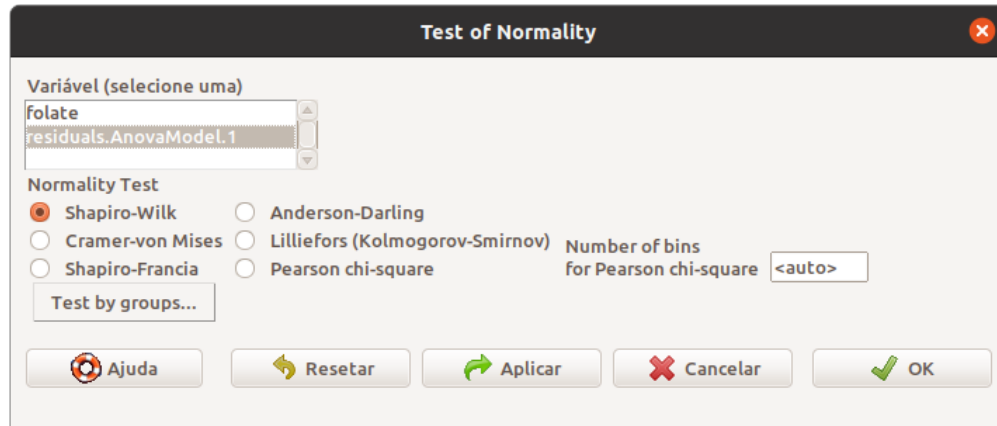 Test of Normality
Variável (selecione uma)
folate
residuals.AnovaModel.1
Normality Test
Shapiro-Wilk Anderson-Darling
Cramer-von Mises Lilliefors (Kolmogorov-Smirnov) Number of bins
Shapiro-Francia Pearson chi-square for Pearson chi-square <auto>
Test by groups...
Ajuda Resetar Aplicar Cancelar OK